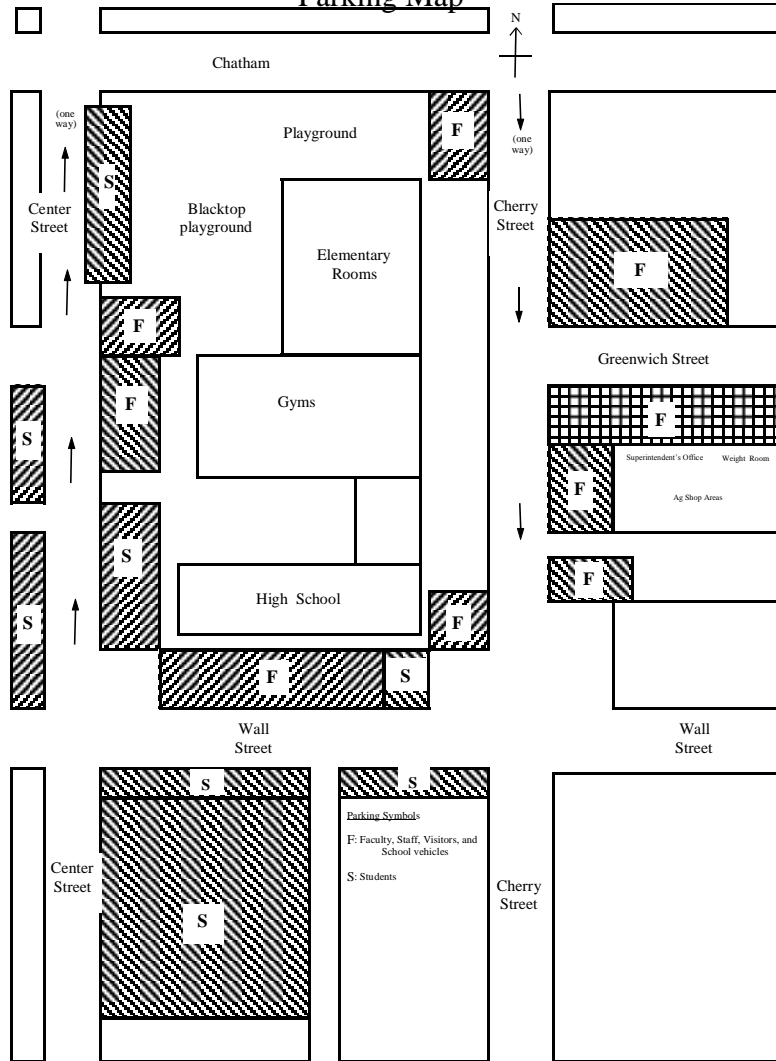 Parking Map
N
Chatham
(one
way)
F
Playground
(one
way)
S
Center
Street
Blacktop
playground
Cherry
Street
Elementary
Rooms
F
F
Greenwich Street
F
Gyms
F
S
Superintendent's Office
Weight Room
F
Ag Shop Areas
S
F
High School
S
F
F
S
Wall
Street
Wall
Street
S
S
Parking Symbols
F: Faculty, Staff, Visitors, and
School vehicles
S: Students
Center
Street
Cherry
Street
S